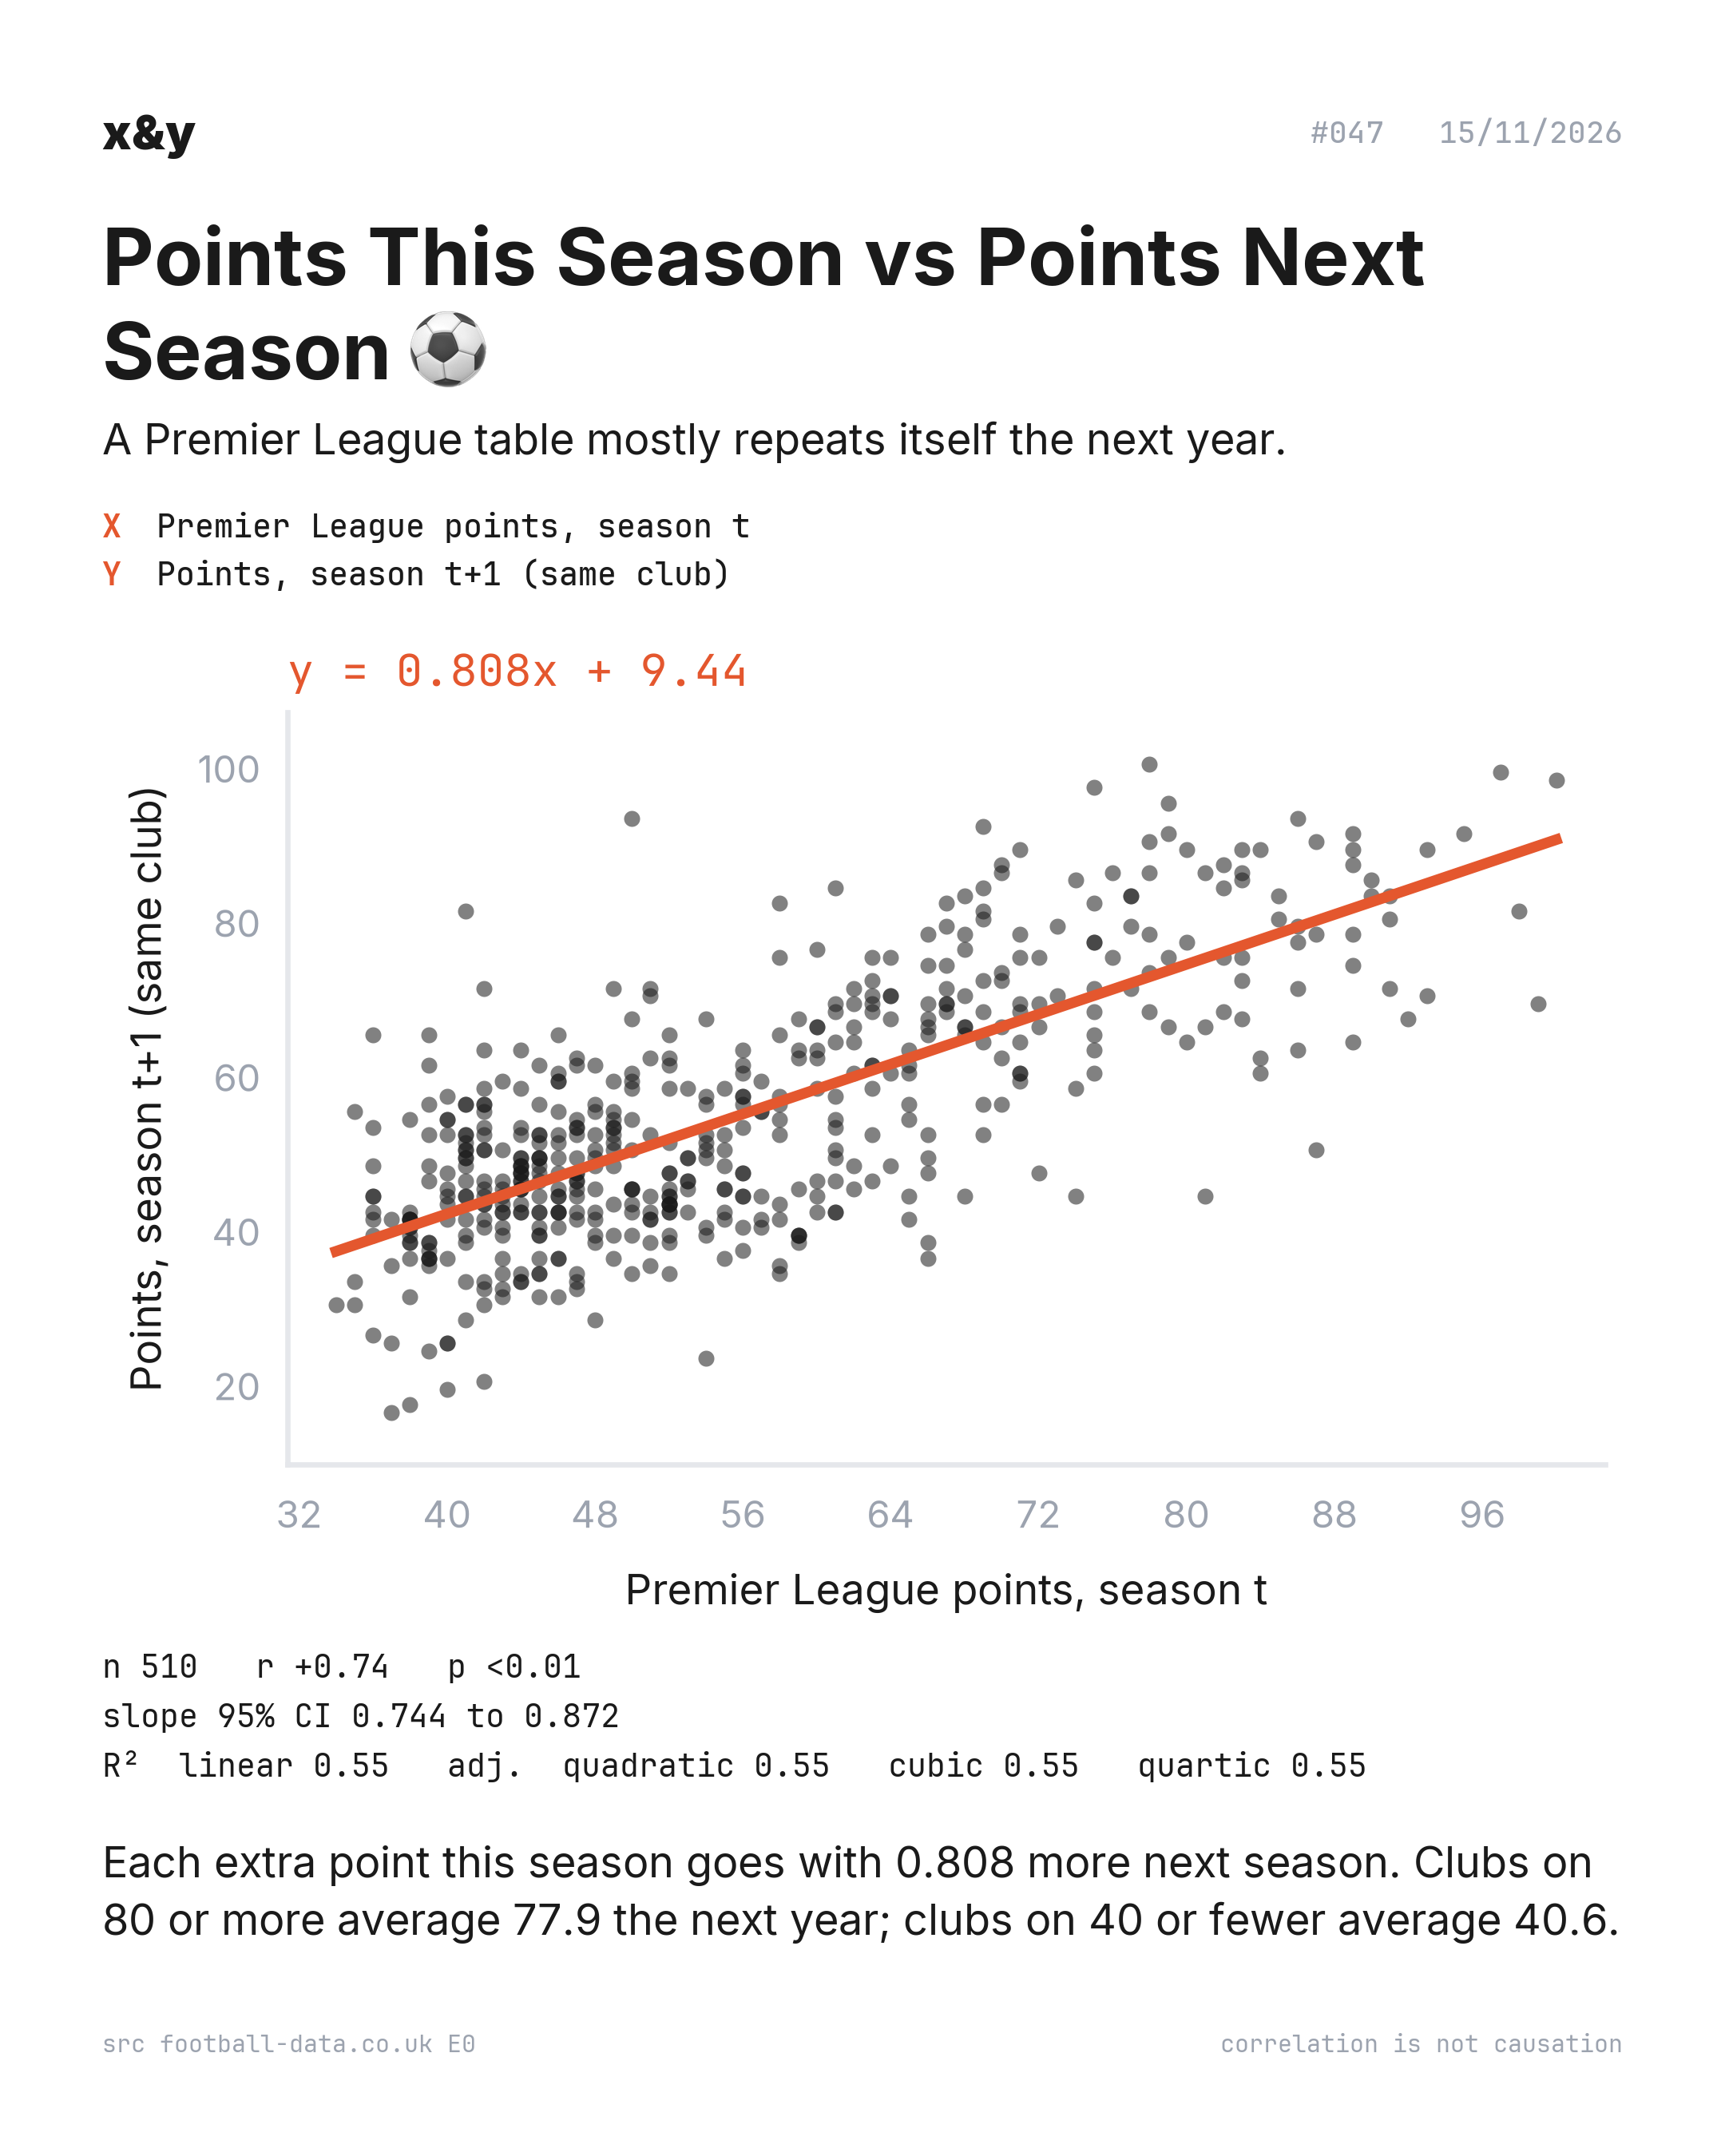 x&y
#047 15/11/2026
Points This Season vs Points Next
Season ⚽
A Premier League table mostly repeats itself the next year.
X Premier League points, season t
Y Points, season t+1 (same club)
y = 0.808x + 9.44
100
80
60
40
20
Points, season t+1 (same club)
32 40 48 56 64 72 80 88 96
Premier League points, season t
n 510 r +0.74 p <0.01
slope 95% CI 0.744 to 0.872
R² linear 0.55 adj. quadratic 0.55 cubic 0.55 quartic 0.55
Each extra point this season goes with 0.808 more next season. Clubs on
80 or more average 77.9 the next year; clubs on 40 or fewer average 40.6.
src football-data.co.uk E0
correlation is not causation